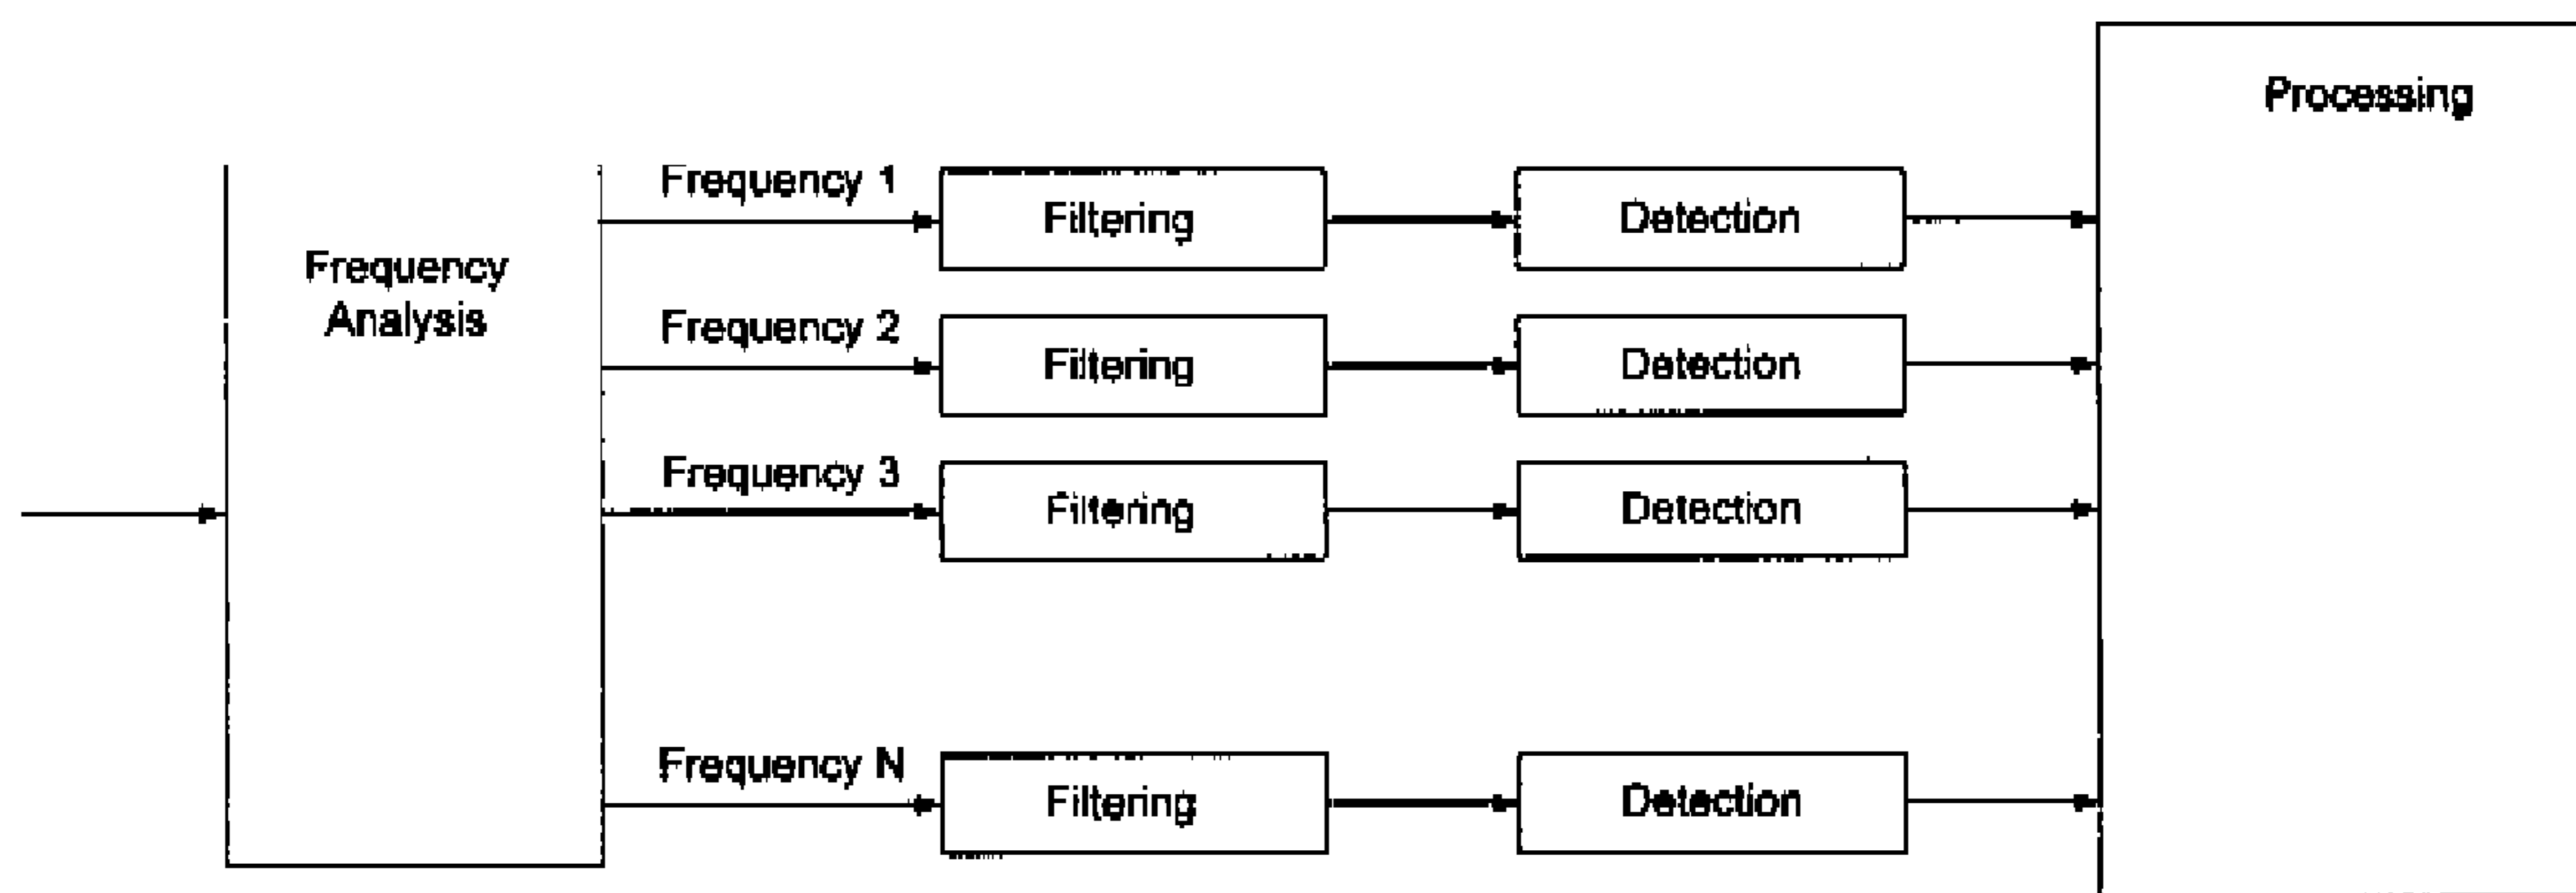 Processing
Frequency
Analysis
Frequency 1
Filtering
Detection
Frequency 2
Filtering
Detection
Frequency 3
Filtering
Detection
Frequency N
Filtering
Detection